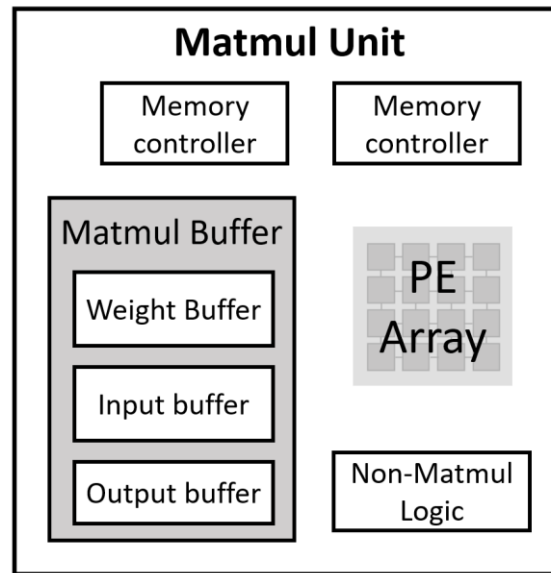 Matmul Unit
Memory
controller
Memory
controller
Matmul Buffer
Weight Buffer
Input buffer
Output buffer
PE
Array
Non-Matmul
Logic